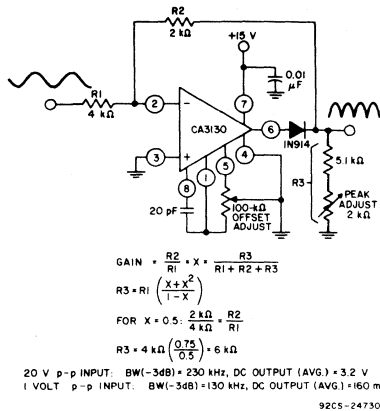 R2
2 kΩ
+15 V
0.01
μF
R1
4 kΩ
2
−
7
CA3130
6
1N914
3
+
4
5
8
1
5.1 kΩ
R3
PEAK
ADJUST
2 kΩ
20 pF
100-kΩ
OFFSET
ADJUST
GAIN = R2/R1 = X = R3/(R1 + R2 + R3)
R3 = R1 ((X + X²)/(1 − X))
FOR X = 0.5: 2 kΩ/4 kΩ = R2/R1
R3 = 4 kΩ (0.75/0.5) = 6 kΩ
20 V p-p INPUT: BW(-3dB) = 230 kHz, DC OUTPUT (AVG.) = 3.2 V
1 VOLT p-p INPUT: BW(-3dB) = 130 kHz, DC OUTPUT (AVG.) = 160 m
92CS-24730